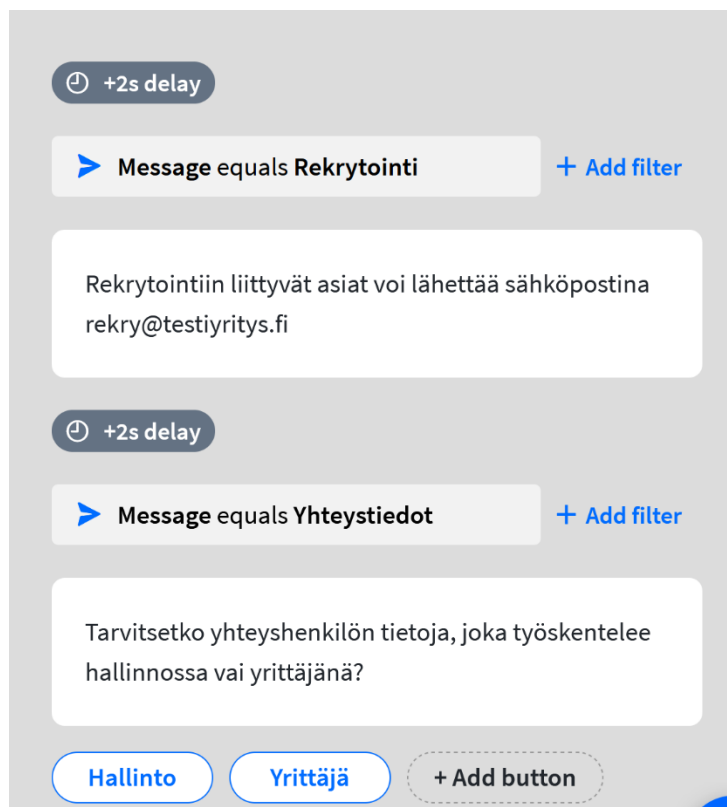 +2s delay
Message equals Rekrytointi + Add filter
Rekrytointiin liittyvät asiat voi lähettää sähköpostina
rekry@testiyritys.fi
+2s delay
Message equals Yhteystiedot + Add filter
Tarvitsetko yhteyshenkilön tietoja, joka työskentelee
hallinnossa vai yrittäjänä?
Hallinto Yrittäjä + Add button